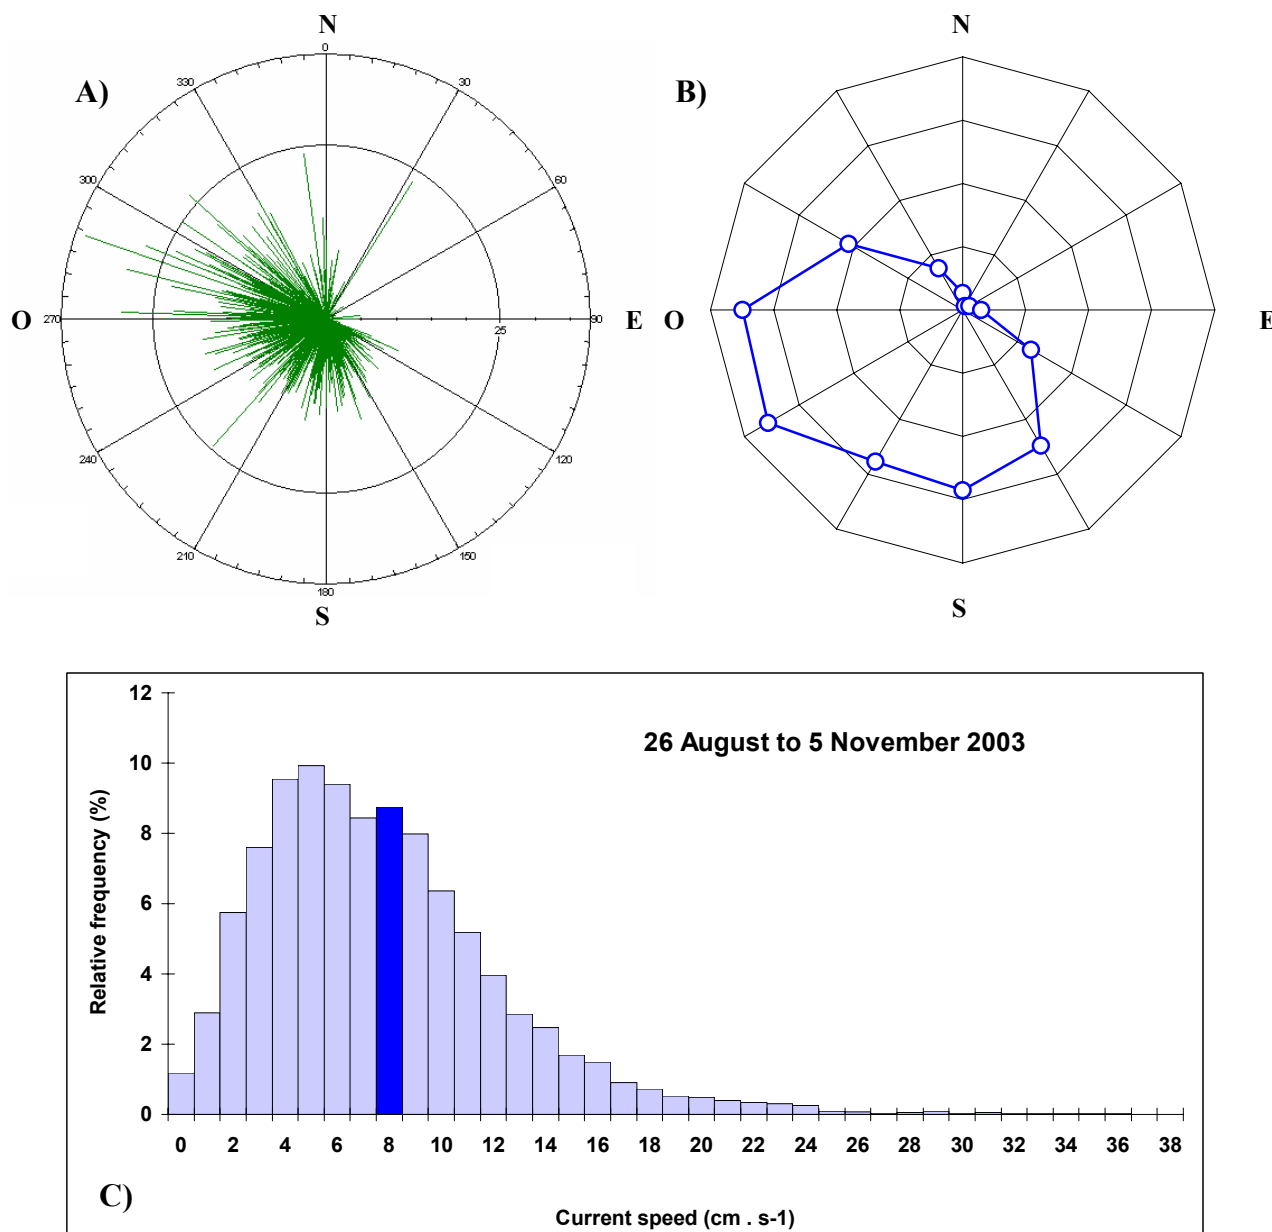 N
N
A)
B)
0
30
60
90
120
150
180
210
240
270
300
330
25
O
E
O
E
S
S
12
10
8
6
4
2
0
Relative frequency (%)
26 August to 5 November 2003
0 2 4 6 8 10 12 14 16 18 20 22 24 26 28 30 32 34 36 38
C)
Current speed (cm . s-1)